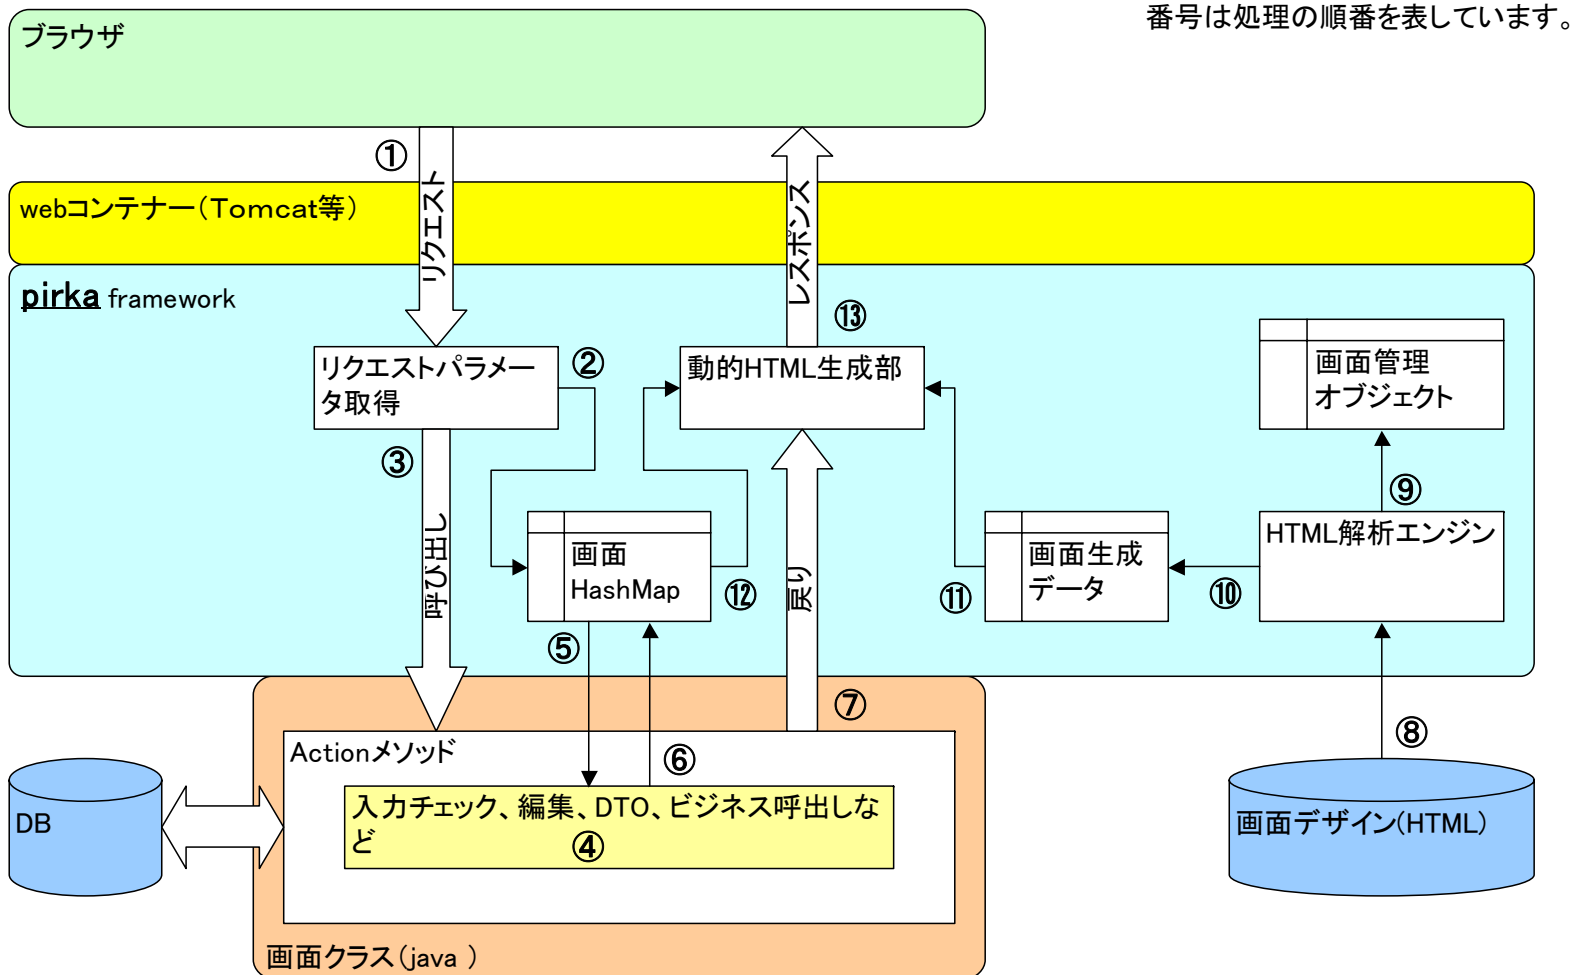 番号は処理の順番を表しています。
ブラウザ
①
リクエスト
レスポンス
webコンテナー(Tomcat等)
pirka framework
⑬
リクエストパラメー
タ取得
②
動的HTML生成部
画面管理
オブジェクト
③
呼び出し
⑨
画面
HashMap
⑫
戻り
⑪
画面生成
データ
⑩
HTML解析エンジン
⑤
⑦
⑥
⑧
Actionメソッド
入力チェック、編集、DTO、ビジネス呼出しな
ど
④
DB
画面デザイン(HTML)
画面クラス(java )